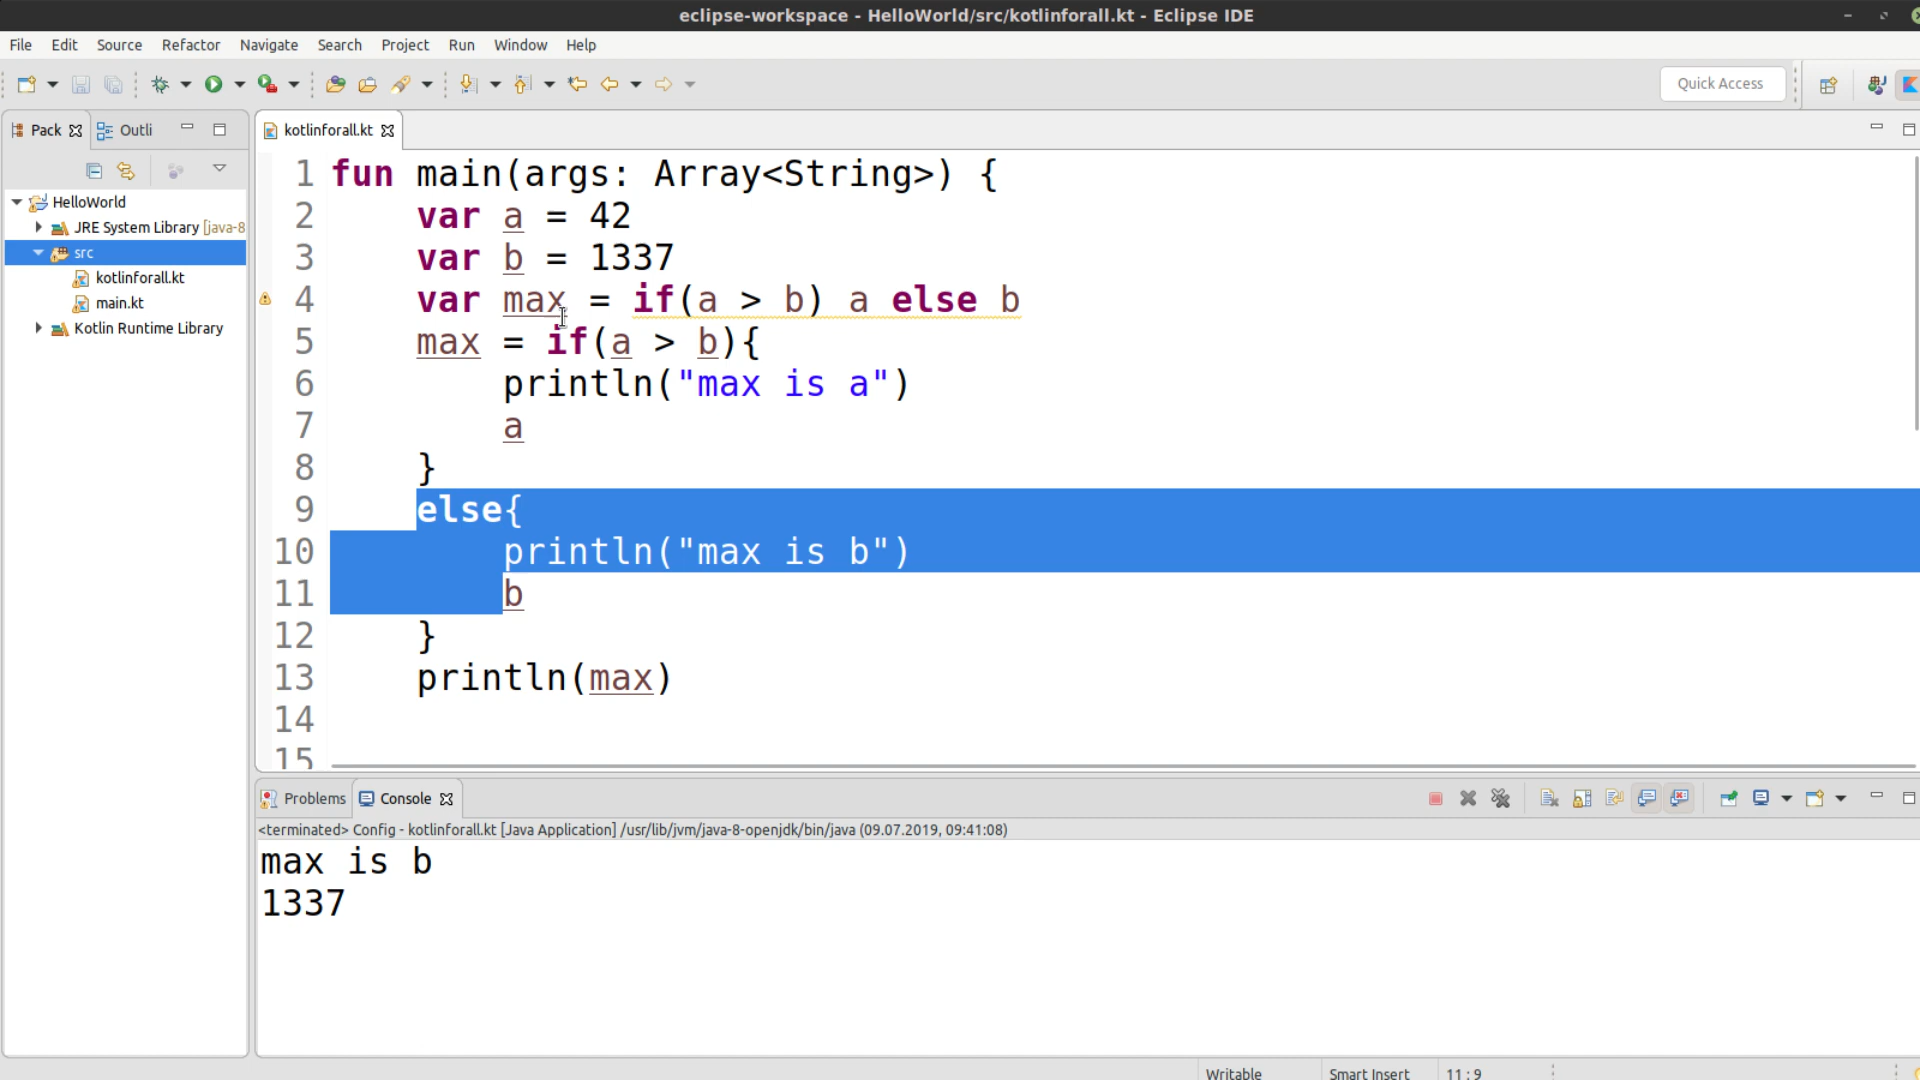 eclipse-workspace - HelloWorld/src/kotlinforall.kt - Eclipse IDE
File Edit Source Refactor Navigate Search Project Run Window Help
Quick Access
Pack Outli
kotlinforall.kt
HelloWorld
JRE System Library [java-8
src
kotlinforall.kt
main.kt
Kotlin Runtime Library
1 fun main(args: Array<String>) {
2 var a = 42
3 var b = 1337
4 var max = if(a > b) a else b
5 max = if(a > b){
6 println("max is a")
7 a
8 }
9 else{
10 println("max is b")
11 b
12 }
13 println(max)
14
15
Problems Console
<terminated> Config - kotlinforall.kt [Java Application] /usr/lib/jvm/java-8-openjdk/bin/java (09.07.2019, 09:41:08)
max is b
1337
Writable Smart Insert 11 : 9